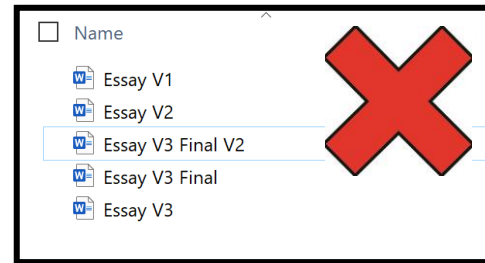 Name
Essay V1
Essay V2
Essay V3 Final V2
Essay V3 Final
Essay V3